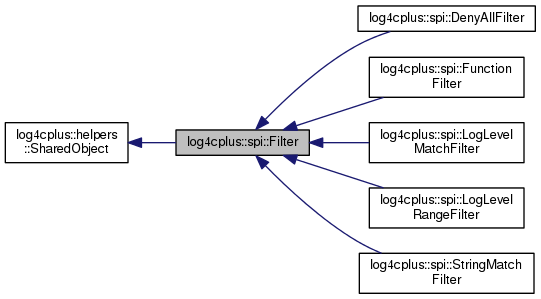 log4cplus::helpers
::SharedObject
log4cplus::spi::Filter
log4cplus::spi::DenyAllFilter
log4cplus::spi::Function
Filter
log4cplus::spi::LogLevel
MatchFilter
log4cplus::spi::LogLevel
RangeFilter
log4cplus::spi::StringMatch
Filter